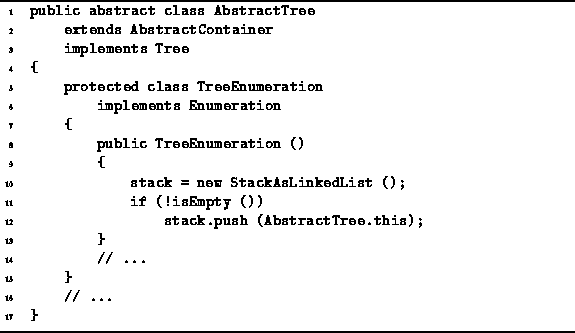 1 public abstract class AbstractTree
2 extends AbstractContainer
3 implements Tree
4 {
5 protected class TreeEnumeration
6 implements Enumeration
7 {
8 public TreeEnumeration ()
9 {
10 stack = new StackAsLinkedList ();
11 if (!isEmpty ())
12 stack.push (AbstractTree.this);
13 }
14 // ...
15 }
16 // ...
17 }